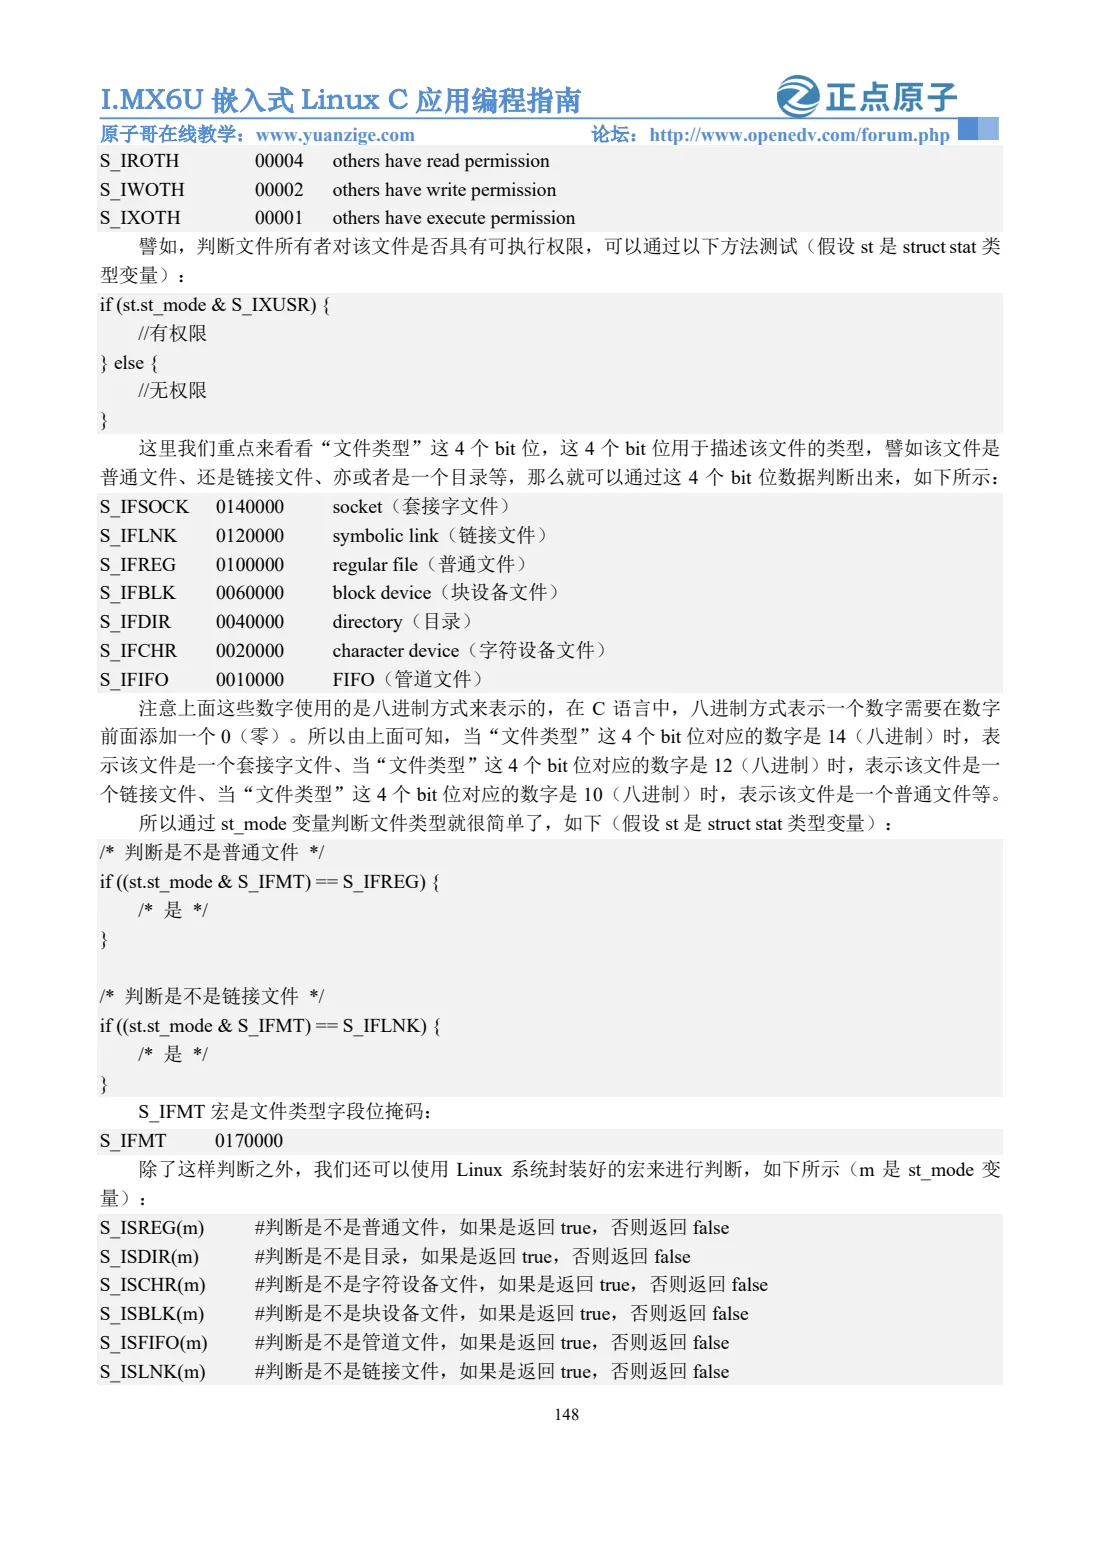 I.MX6U 嵌入式 Linux C 应用编程指南
正点原子
原子哥在线教学：www.yuanzige.com 论坛：http://www.openedv.com/forum.php
S_IROTH 00004 others have read permission
S_IWOTH 00002 others have write permission
S_IXOTH 00001 others have execute permission
譬如，判断文件所有者对该文件是否具有可执行权限，可以通过以下方法测试（假设 st 是 struct stat 类
型变量）：
if (st.st_mode & S_IXUSR) {
//有权限
} else {
//无权限
}
这里我们重点来看看“文件类型”这 4 个 bit 位，这 4 个 bit 位用于描述该文件的类型，譬如该文件是
普通文件、还是链接文件、亦或者是一个目录等，那么就可以通过这 4 个 bit 位数据判断出来，如下所示：
S_IFSOCK 0140000 socket（套接字文件）
S_IFLNK 0120000 symbolic link（链接文件）
S_IFREG 0100000 regular file（普通文件）
S_IFBLK 0060000 block device（块设备文件）
S_IFDIR 0040000 directory（目录）
S_IFCHR 0020000 character device（字符设备文件）
S_IFIFO 0010000 FIFO（管道文件）
注意上面这些数字使用的是八进制方式来表示的，在 C 语言中，八进制方式表示一个数字需要在数字
前面添加一个 0（零）。所以由上面可知，当“文件类型”这 4 个 bit 位对应的数字是 14（八进制）时，表
示该文件是一个套接字文件、当“文件类型”这 4 个 bit 位对应的数字是 12（八进制）时，表示该文件是一
个链接文件、当“文件类型”这 4 个 bit 位对应的数字是 10（八进制）时，表示该文件是一个普通文件等。
所以通过 st_mode 变量判断文件类型就很简单了，如下（假设 st 是 struct stat 类型变量）：
/* 判断是不是普通文件 */
if ((st.st_mode & S_IFMT) == S_IFREG) {
/* 是 */
}
/* 判断是不是链接文件 */
if ((st.st_mode & S_IFMT) == S_IFLNK) {
/* 是 */
}
S_IFMT 宏是文件类型字段位掩码：
S_IFMT 0170000
除了这样判断之外，我们还可以使用 Linux 系统封装好的宏来进行判断，如下所示（m 是 st_mode 变
量）：
S_ISREG(m) #判断是不是普通文件，如果是返回 true，否则返回 false
S_ISDIR(m) #判断是不是目录，如果是返回 true，否则返回 false
S_ISCHR(m) #判断是不是字符设备文件，如果是返回 true，否则返回 false
S_ISBLK(m) #判断是不是块设备文件，如果是返回 true，否则返回 false
S_ISFIFO(m) #判断是不是管道文件，如果是返回 true，否则返回 false
S_ISLNK(m) #判断是不是链接文件，如果是返回 true，否则返回 false
148